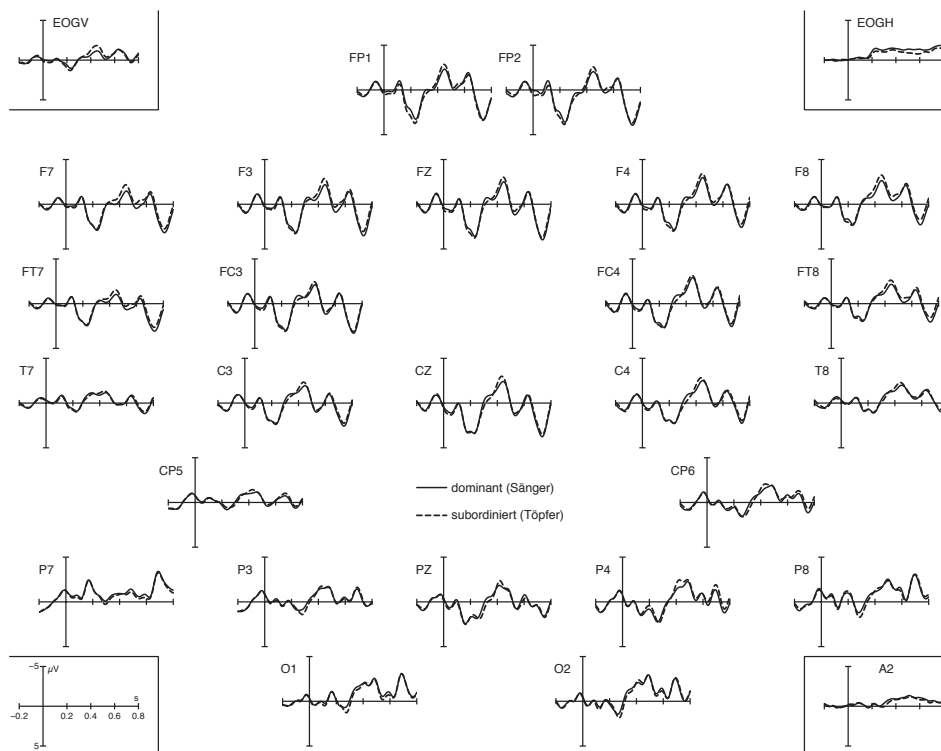 EOGV
EOGH
FP1
FP2
F7
F3
FZ
F4
F8
FT7
FC3
FC4
FT8
T7
C3
CZ
C4
T8
CP5
CP6
dominant (Sänger)
subordiniert (Töpfer)
P7
P3
PZ
P4
P8
O1
O2
A2
−5
μV
s
−0.2
0.2
0.4
0.6
0.8
5